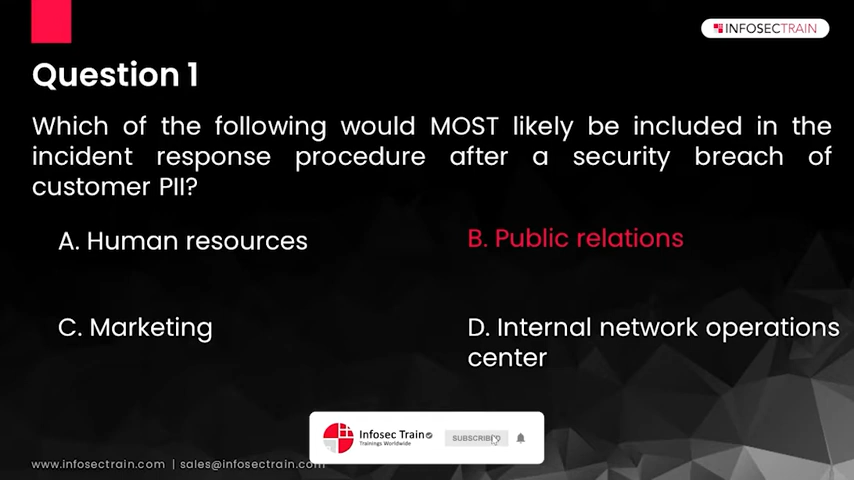 INFOSECTRAIN
Question 1
Which of the following would MOST likely be included in the
incident response procedure after a security breach of
customer PII?
A. Human resources
B. Public relations
C. Marketing
D. Internal network operations
center
Infosec Train
Trainings Worldwide
SUBSCRIBED
www.infosectrain.com | sales@infosectrain.com